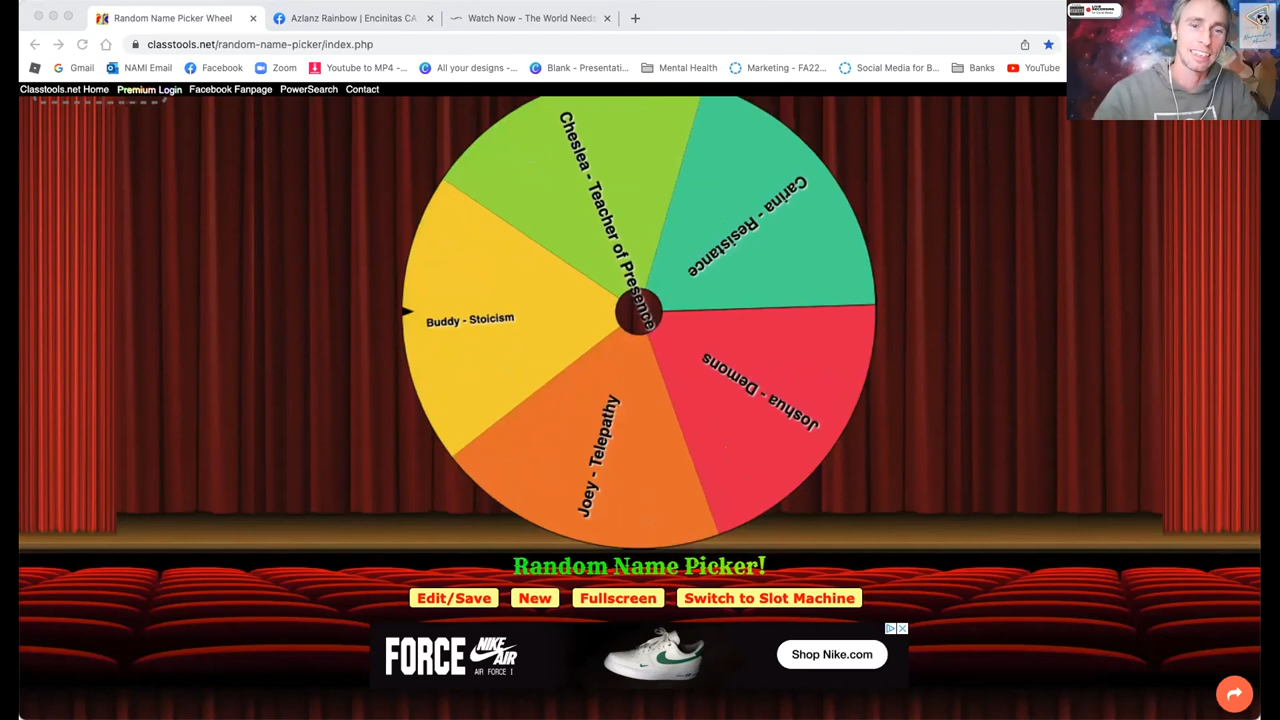 Random Name Picker Wheel
Azlanz Rainbow | Endless
Watch Now - The World Needs
classtools.net/random-name-picker/index.php
Gmail
NAMI Email
Facebook
Zoom
Youtube to MP4 -...
All your designs -...
Blank - Presentati...
Mental Health
Marketing - FA22...
Social Media for B...
Banks
YouTube
Classtools.net Home
Premium Login
Facebook Fanpage
PowerSearch
Contact
Cheslea - Teacher of Presence
Carina - Resistance
Buddy - Stoicism
Joshua - Demons
Joey - Telepathy
Random Name Picker!
Edit/Save
New
Fullscreen
Switch to Slot Machine
FORCE
NIKE
AIR
AIR FORCE 1
Shop Nike.com